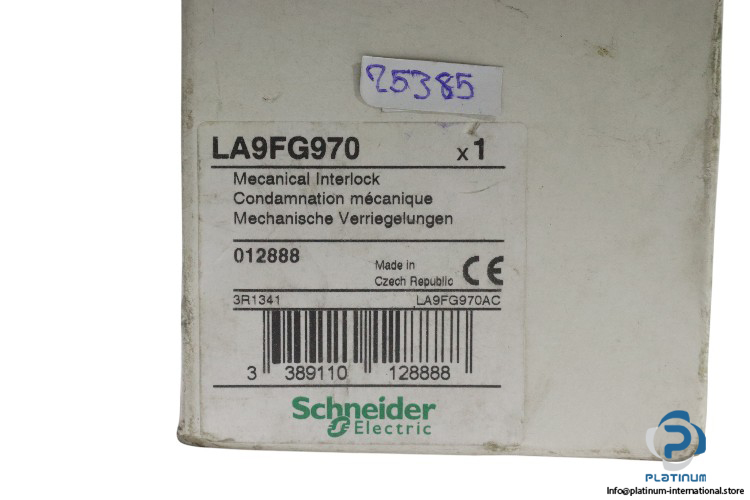 25385
LA9FG970 x 1
Mecanical Interlock
Condamnation mécanique
Mechanische Verriegelungen
012888
Made in
Czech Republic CE
3R1341 LA9FG970AC
3 389110 128888
Schneider
Electric
PLATINUM
Info@platinum-international.store